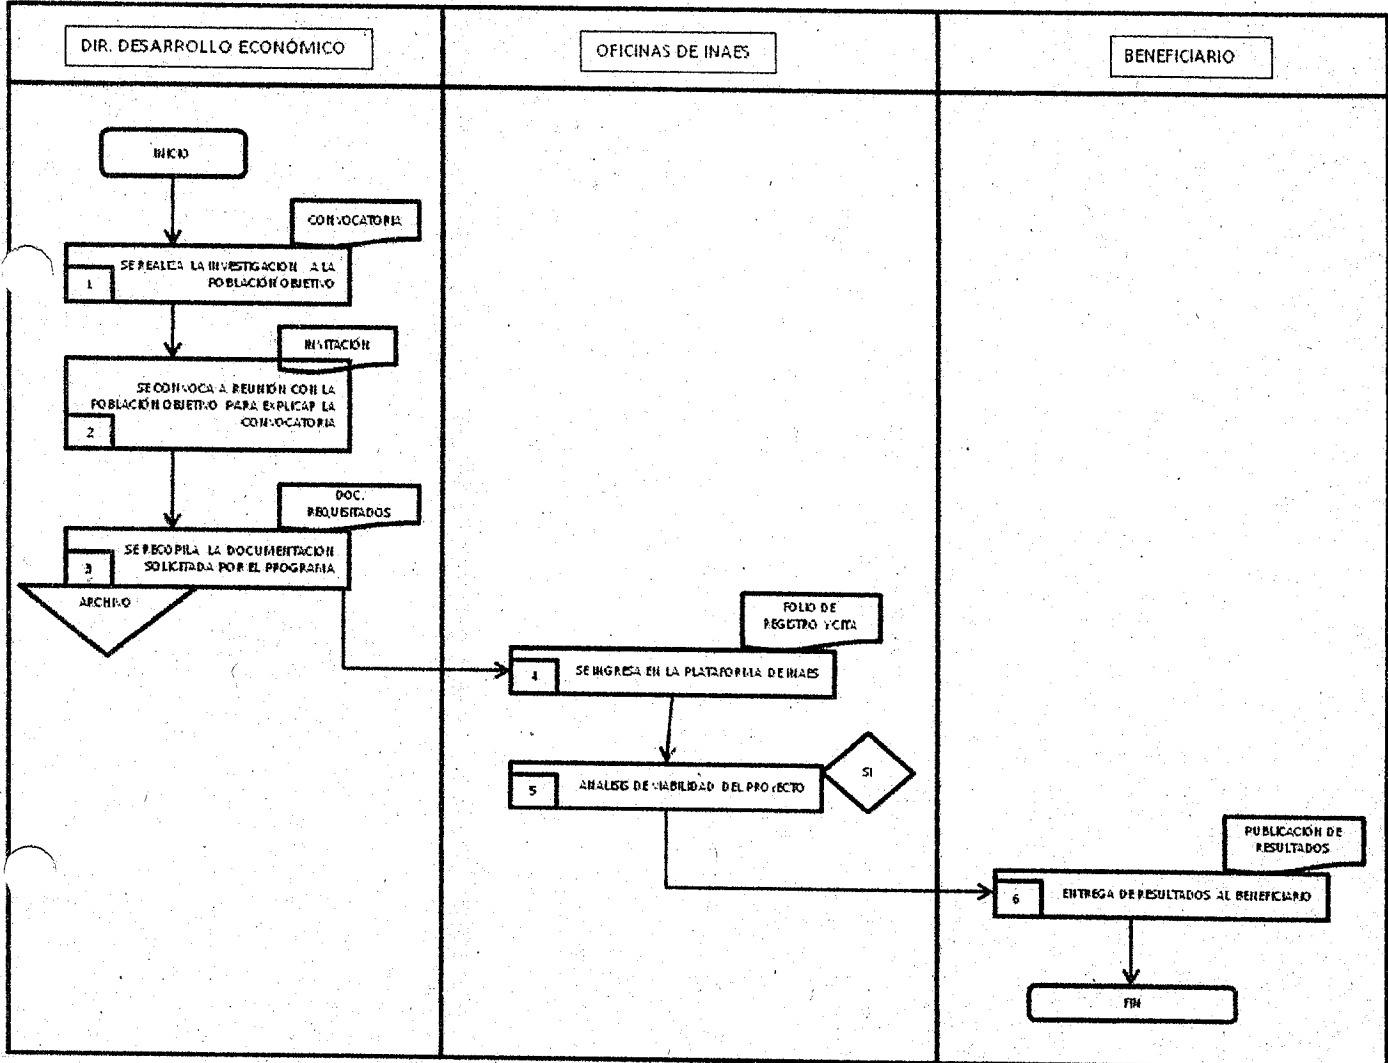 DIR. DESARROLLO ECONÓMICO
OFICINAS DE INAES
BENEFICIARIO
INICIO
CONVOCATORIA
SE REALIZA LA INVESTIGACION A LA
POBLACIÓN OBJETIVO
1
INVITACIÓN
SE CONVOCA A REUNIÓN CON LA
POBLACIÓN OBJETIVO PARA EXPLICAR LA
CONVOCATORIA
2
DOC.
REQUISITADOS
SE RECOPILA LA DOCUMENTACION
SOLICITADA POR EL PROGRAMA
3
ARCHIVO
FOLIO DE
REGISTRO Y CITA
4
SE INGRESA EN LA PLATAFORMA DE INAES
5
ANALISIS DE VIABILIDAD DEL PROYECTO
SI
PUBLICACIÓN DE
RESULTADOS
6
ENTREGA DE RESULTADOS AL BENEFICIARIO
FIN